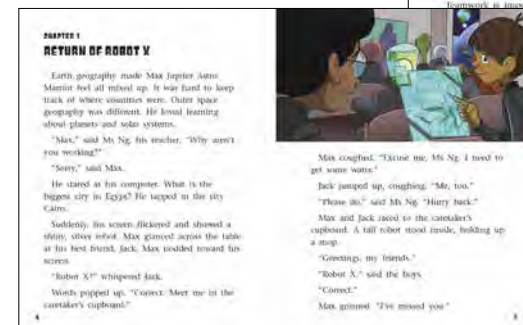 Teamwork is
CHAPTER 1
RETURN OF ROBOT X
Earth geography made Max Jupiter Astro
Marriot feel all mixed up. It was hard to keep
track of where countries were. Outer space
geography was different. He loved learning
about planets and solar systems.
"Max," said Ms Ng, his teacher. "Why aren't
you working?"
"Sorry," said Max.
He stared at his computer. What is the
biggest city in Egypt? He tapped in the city
Cairo.
Suddenly, his screen flickered and showed a
shiny, silver robot. Max glanced across the table
at his best friend, Jack. Max nodded toward his
screen.
"Robot X?" whispered Jack.
Words popped up. "Correct. Meet me in the
caretaker's cupboard."
4
Max coughed. "Excuse me, Ms Ng. I need to
get some water."
Jack jumped up, coughing. "Me, too."
"Please do," said Ms Ng. "Hurry back."
Max and Jack raced to the caretaker's
cupboard. A tall robot stood inside, holding up
a mop.
"Greetings, my friends."
"Robot X," said the boys.
"Correct."
Max grinned. "I've missed you."